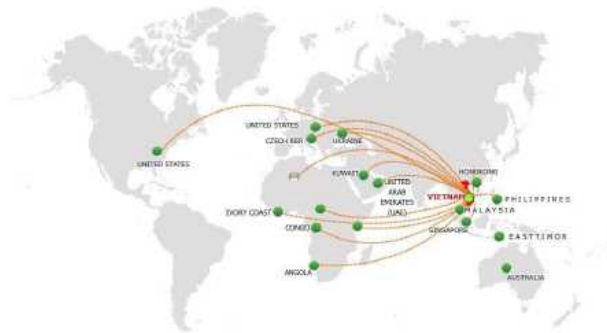 UNITED STATES
CZECH REP
UKRAINE
UNITED STATES
HONGKONG
KUWAIT
UNITED
ARAB
EMIRATES
(UAE)
VIETNAM
PHILIPPINES
MALAYSIA
IVORY COAST
CONGO
SINGAPORE
EASTTIMOR
ANGOLA
AUSTRALIA